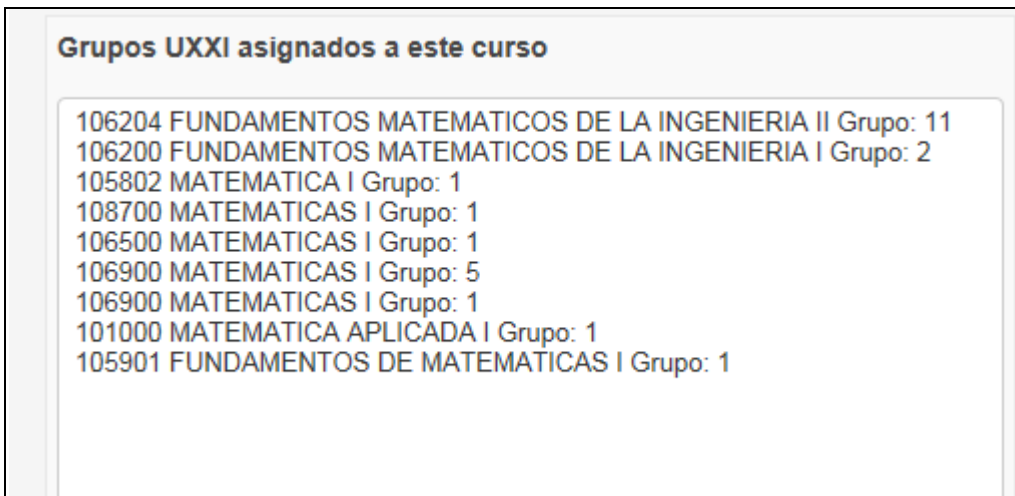 Grupos UXXI asignados a este curso
106204 FUNDAMENTOS MATEMATICOS DE LA INGENIERIA II Grupo: 11
106200 FUNDAMENTOS MATEMATICOS DE LA INGENIERIA I Grupo: 2
105802 MATEMATICA I Grupo: 1
108700 MATEMATICAS I Grupo: 1
106500 MATEMATICAS I Grupo: 1
106900 MATEMATICAS I Grupo: 5
106900 MATEMATICAS I Grupo: 1
101000 MATEMATICA APLICADA I Grupo: 1
105901 FUNDAMENTOS DE MATEMATICAS I Grupo: 1